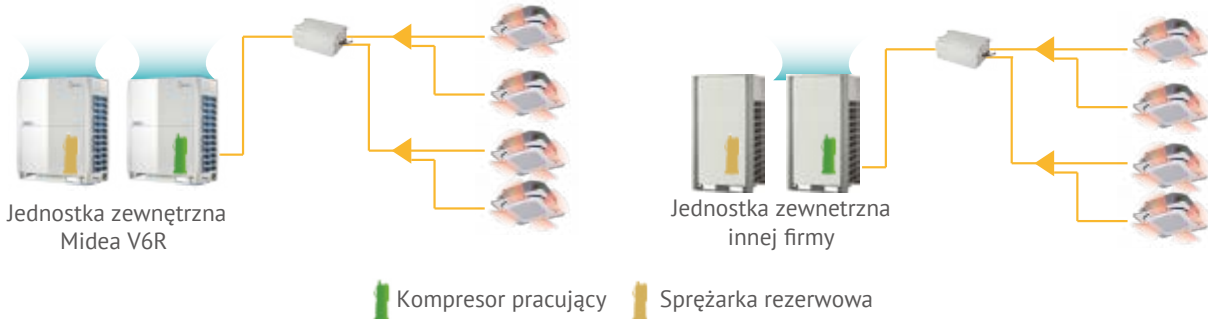 Jednostka zewnętrzna
Midea V6R
Jednostka zewnetrzna
innej firmy
Kompresor pracujący
Sprężarka rezerwowa